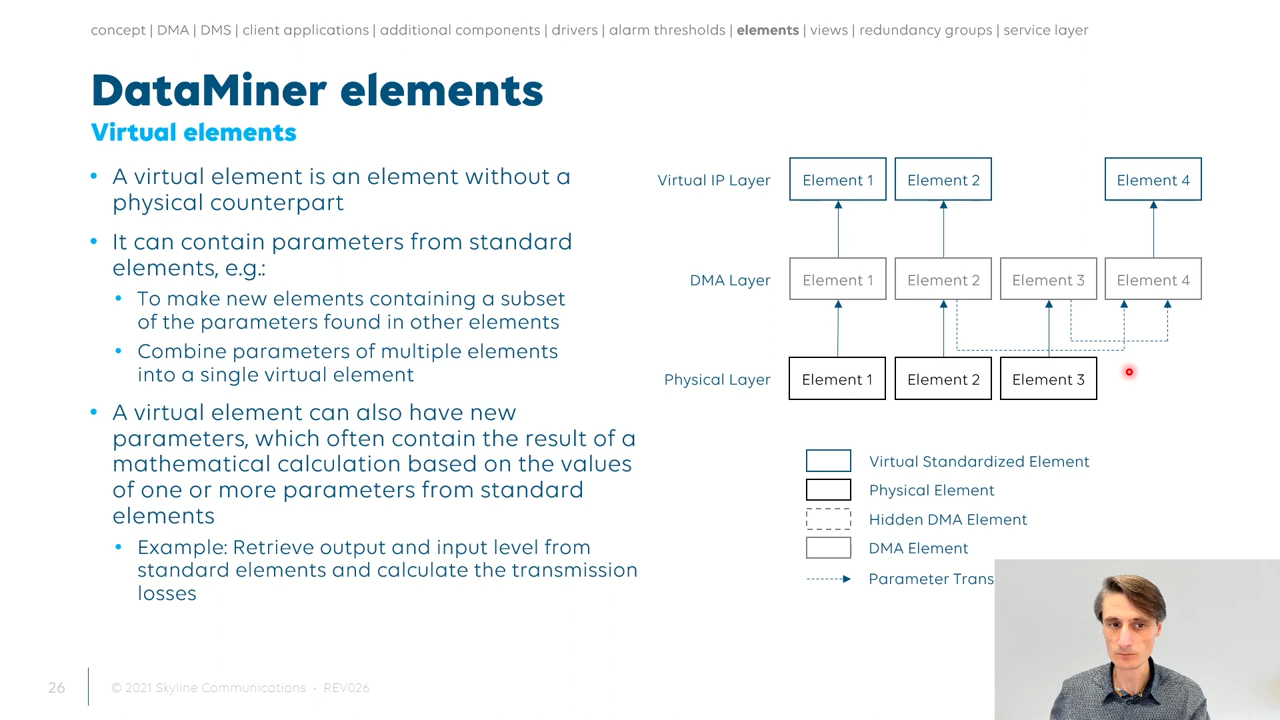 concept | DMA | DMS | client applications | additional components | drivers | alarm thresholds | elements | views | redundancy groups | service layer
DataMiner elements
Virtual elements
• A virtual element is an element without a
physical counterpart
• It can contain parameters from standard
elements, e.g.:
• To make new elements containing a subset
of the parameters found in other elements
• Combine parameters of multiple elements
into a single virtual element
• A virtual element can also have new
parameters, which often contain the result of a
mathematical calculation based on the values
of one or more parameters from standard
elements
• Example: Retrieve output and input level from
standard elements and calculate the transmission
losses
Virtual IP Layer Element 1 Element 2 Element 4
DMA Layer Element 1 Element 2 Element 3 Element 4
Physical Layer Element 1 Element 2 Element 3
Virtual Standardized Element
Physical Element
Hidden DMA Element
DMA Element
Parameter Trans
26 © 2021 Skyline Communications - REV026